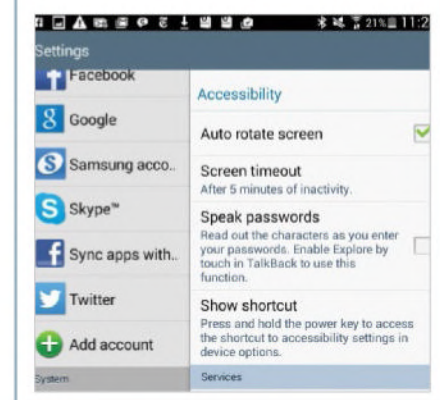 21% 11:2
Settings
Facebook
Google
Samsung acco..
Skype™
Sync apps with..
Twitter
Add account
System
Accessibility
Auto rotate screen
Screen timeout
After 5 minutes of inactivity.
Speak passwords
Read out the characters as you enter
your passwords. Enable Explore by
touch in TalkBack to use this
function.
Show shortcut
Press and hold the power key to access
the shortcut to accessibility settings in
device options.
Services